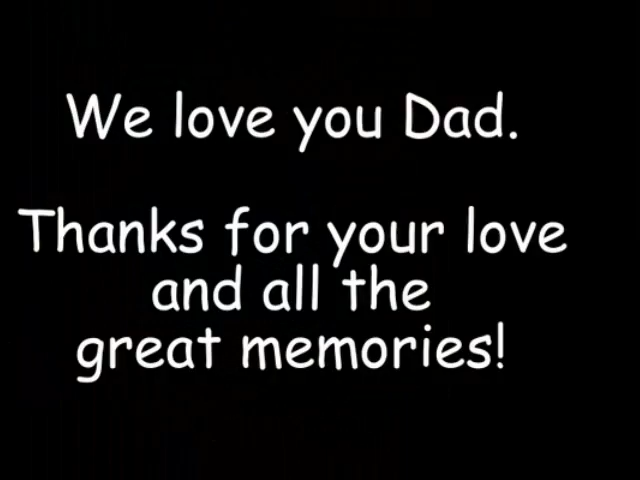 We love you Dad.
Thanks for your love
and all the
great memories!